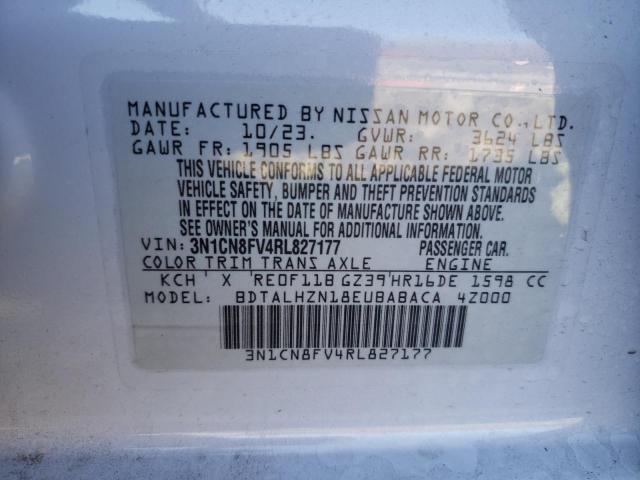 MANUFACTURED BY NISSAN MOTOR CO., LTD.
DATE: 10/23. GVWR: 3624 LBS
GAWR FR: 1905 LBS GAWR RR: 1735 LBS
THIS VEHICLE CONFORMS TO ALL APPLICABLE FEDERAL MOTOR
VEHICLE SAFETY, BUMPER AND THEFT PREVENTION STANDARDS
IN EFFECT ON THE DATE OF MANUFACTURE SHOWN ABOVE.
SEE OWNER'S MANUAL FOR ADDITIONAL INFORMATION.
VIN: 3N1CN8FV4RL827177 PASSENGER CAR.
COLOR TRIM TRANS AXLE ENGINE
KCH' X 'RE0F11B GZ39'HR16DE 1598 CC
MODEL: BDTALHZN18EUBABACA 4Z000
3N1CN8FV4RL827177